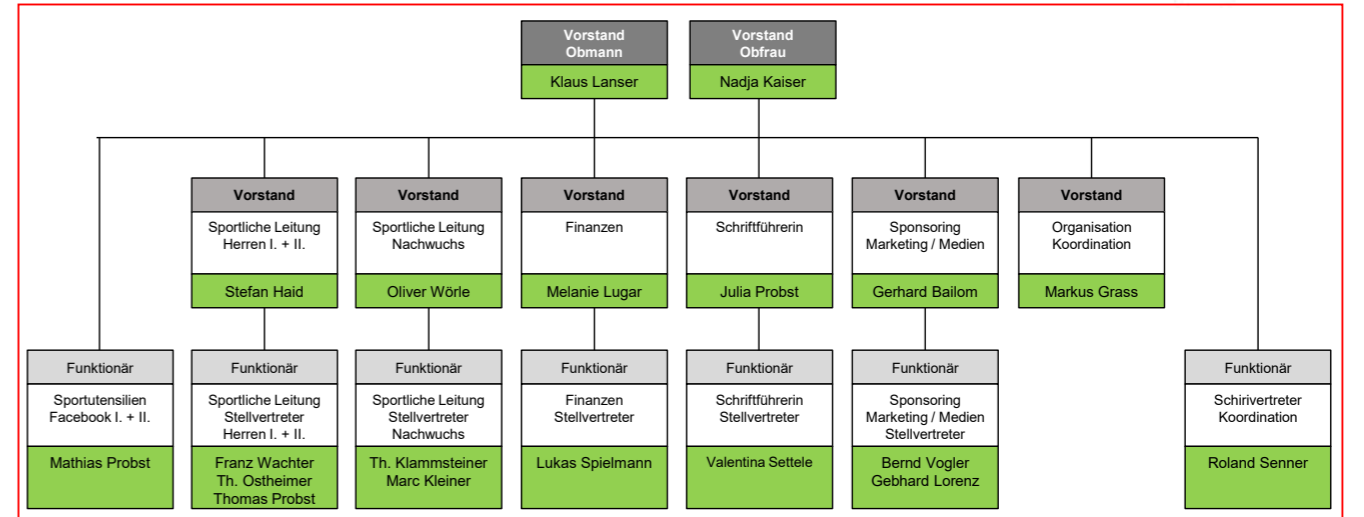 Vorstand
Obmann
Klaus Lanser
Vorstand
Obfrau
Nadja Kaiser
Vorstand
Sportliche Leitung
Herren I. + II.
Stefan Haid
Vorstand
Sportliche Leitung
Nachwuchs
Oliver Wörle
Vorstand
Finanzen
Melanie Lugar
Vorstand
Schriftführerin
Julia Probst
Vorstand
Sponsoring
Marketing / Medien
Gerhard Bailom
Vorstand
Organisation
Koordination
Markus Grass
Funktionär
Sportutensilien
Facebook I. + II.
Mathias Probst
Funktionär
Sportliche Leitung
Stellvertreter
Herren I. + II.
Franz Wachter
Th. Ostheimer
Thomas Probst
Funktionär
Sportliche Leitung
Stellvertreter
Nachwuchs
Th. Klammsteiner
Marc Kleiner
Funktionär
Finanzen
Stellvertreter
Lukas Spielmann
Funktionär
Schriftführerin
Stellvertreter
Valentina Settele
Funktionär
Sponsoring
Marketing / Medien
Stellvertreter
Bernd Vogler
Gebhard Lorenz
Funktionär
Schirivertreter
Koordination
Roland Senner